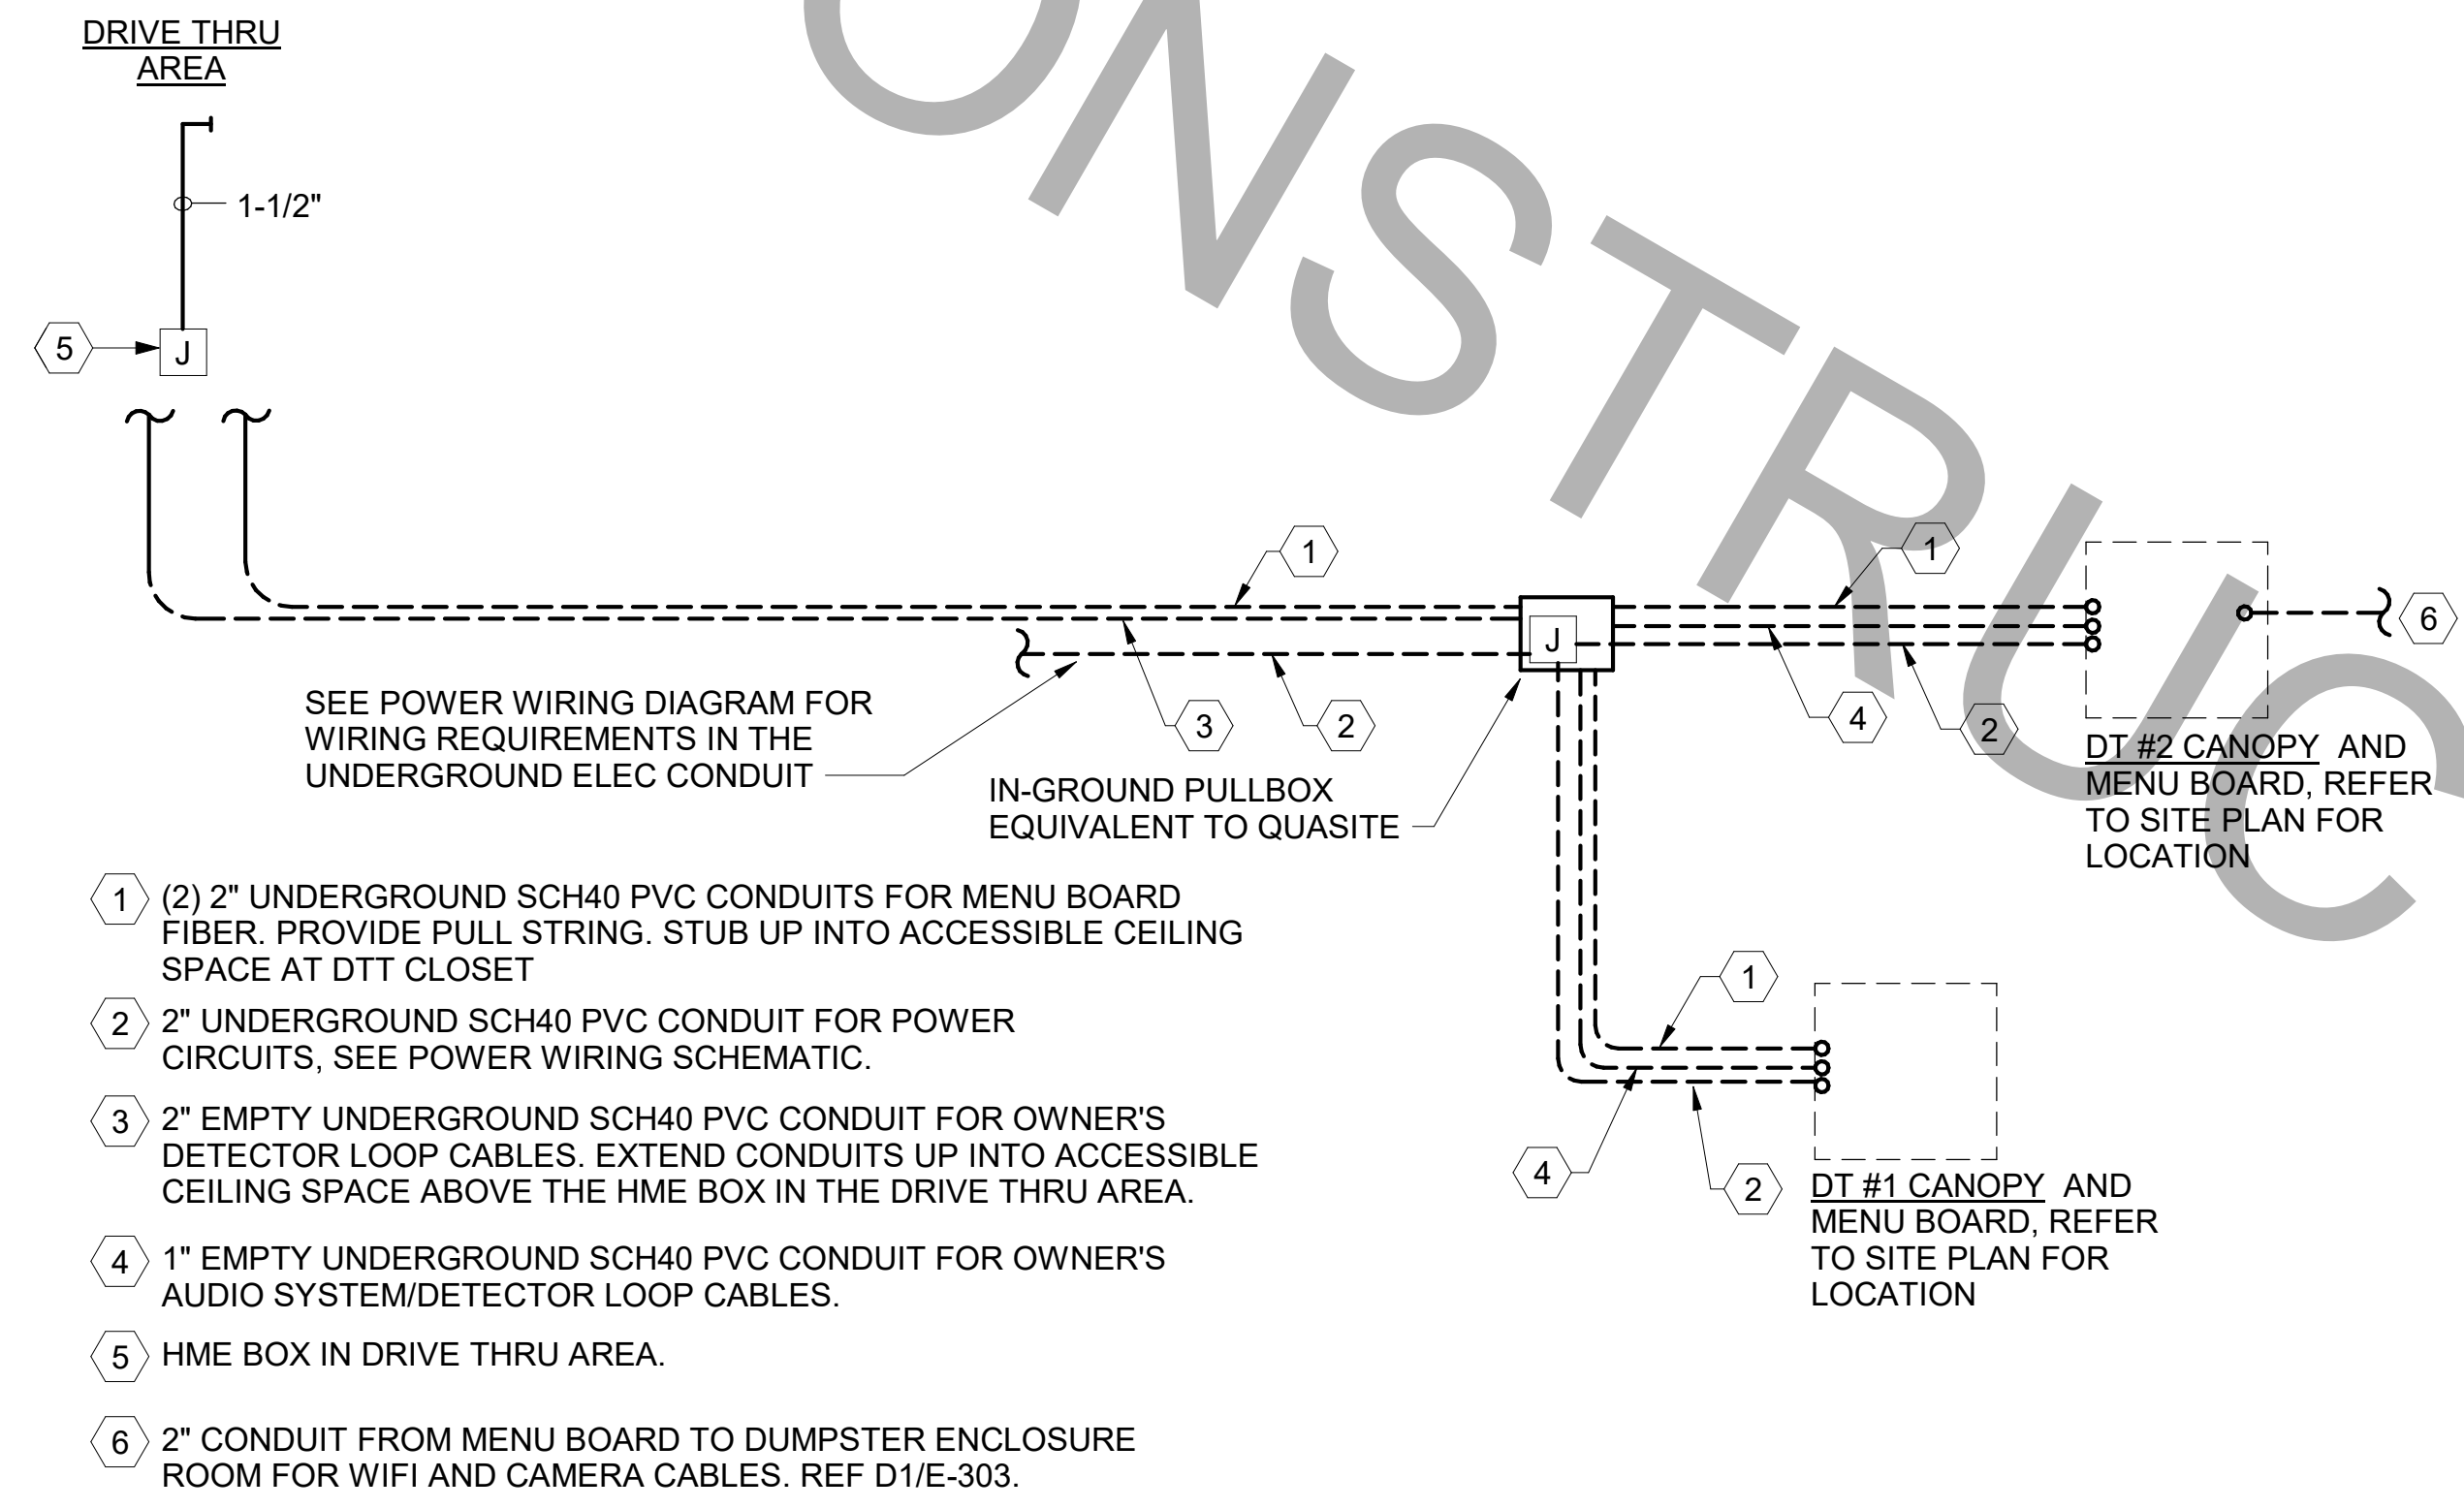 DRIVE THRU
AREA
1-1/2"
5
J
1
1
6
J
3
2
4
2
SEE POWER WIRING DIAGRAM FOR
WIRING REQUIREMENTS IN THE
UNDERGROUND ELEC CONDUIT
IN-GROUND PULLBOX
EQUIVALENT TO QUASITE
DT #2 CANOPY AND
MENU BOARD, REFER
TO SITE PLAN FOR
LOCATION
1
4
2
DT #1 CANOPY AND
MENU BOARD, REFER
TO SITE PLAN FOR
LOCATION
1 (2) 2" UNDERGROUND SCH40 PVC CONDUITS FOR MENU BOARD
FIBER. PROVIDE PULL STRING. STUB UP INTO ACCESSIBLE CEILING
SPACE AT DTT CLOSET
2 2" UNDERGROUND SCH40 PVC CONDUIT FOR POWER
CIRCUITS, SEE POWER WIRING SCHEMATIC.
3 2" EMPTY UNDERGROUND SCH40 PVC CONDUIT FOR OWNER'S
DETECTOR LOOP CABLES. EXTEND CONDUITS UP INTO ACCESSIBLE
CEILING SPACE ABOVE THE HME BOX IN THE DRIVE THRU AREA.
4 1" EMPTY UNDERGROUND SCH40 PVC CONDUIT FOR OWNER'S
AUDIO SYSTEM/DETECTOR LOOP CABLES.
5 HME BOX IN DRIVE THRU AREA.
6 2" CONDUIT FROM MENU BOARD TO DUMPSTER ENCLOSURE
ROOM FOR WIFI AND CAMERA CABLES. REF D1/E-303.
ONSTRUC